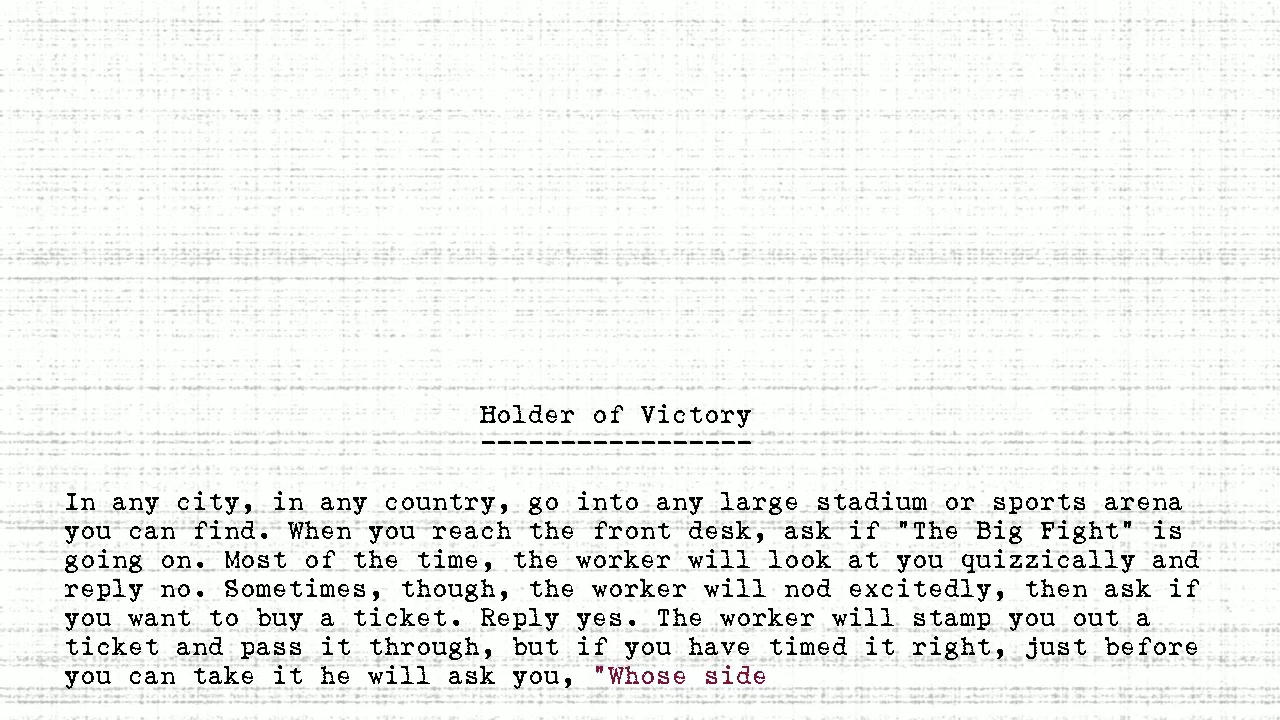 Holder of Victory
-----------------
In any city, in any country, go into any large stadium or sports arena
you can find. When you reach the front desk, ask if "The Big Fight" is
going on. Most of the time, the worker will look at you quizzically and
reply no. Sometimes, though, the worker will nod excitedly, then ask if
you want to buy a ticket. Reply yes. The worker will stamp you out a
ticket and pass it through, but if you have timed it right, just before
you can take it he will ask you, "Whose side